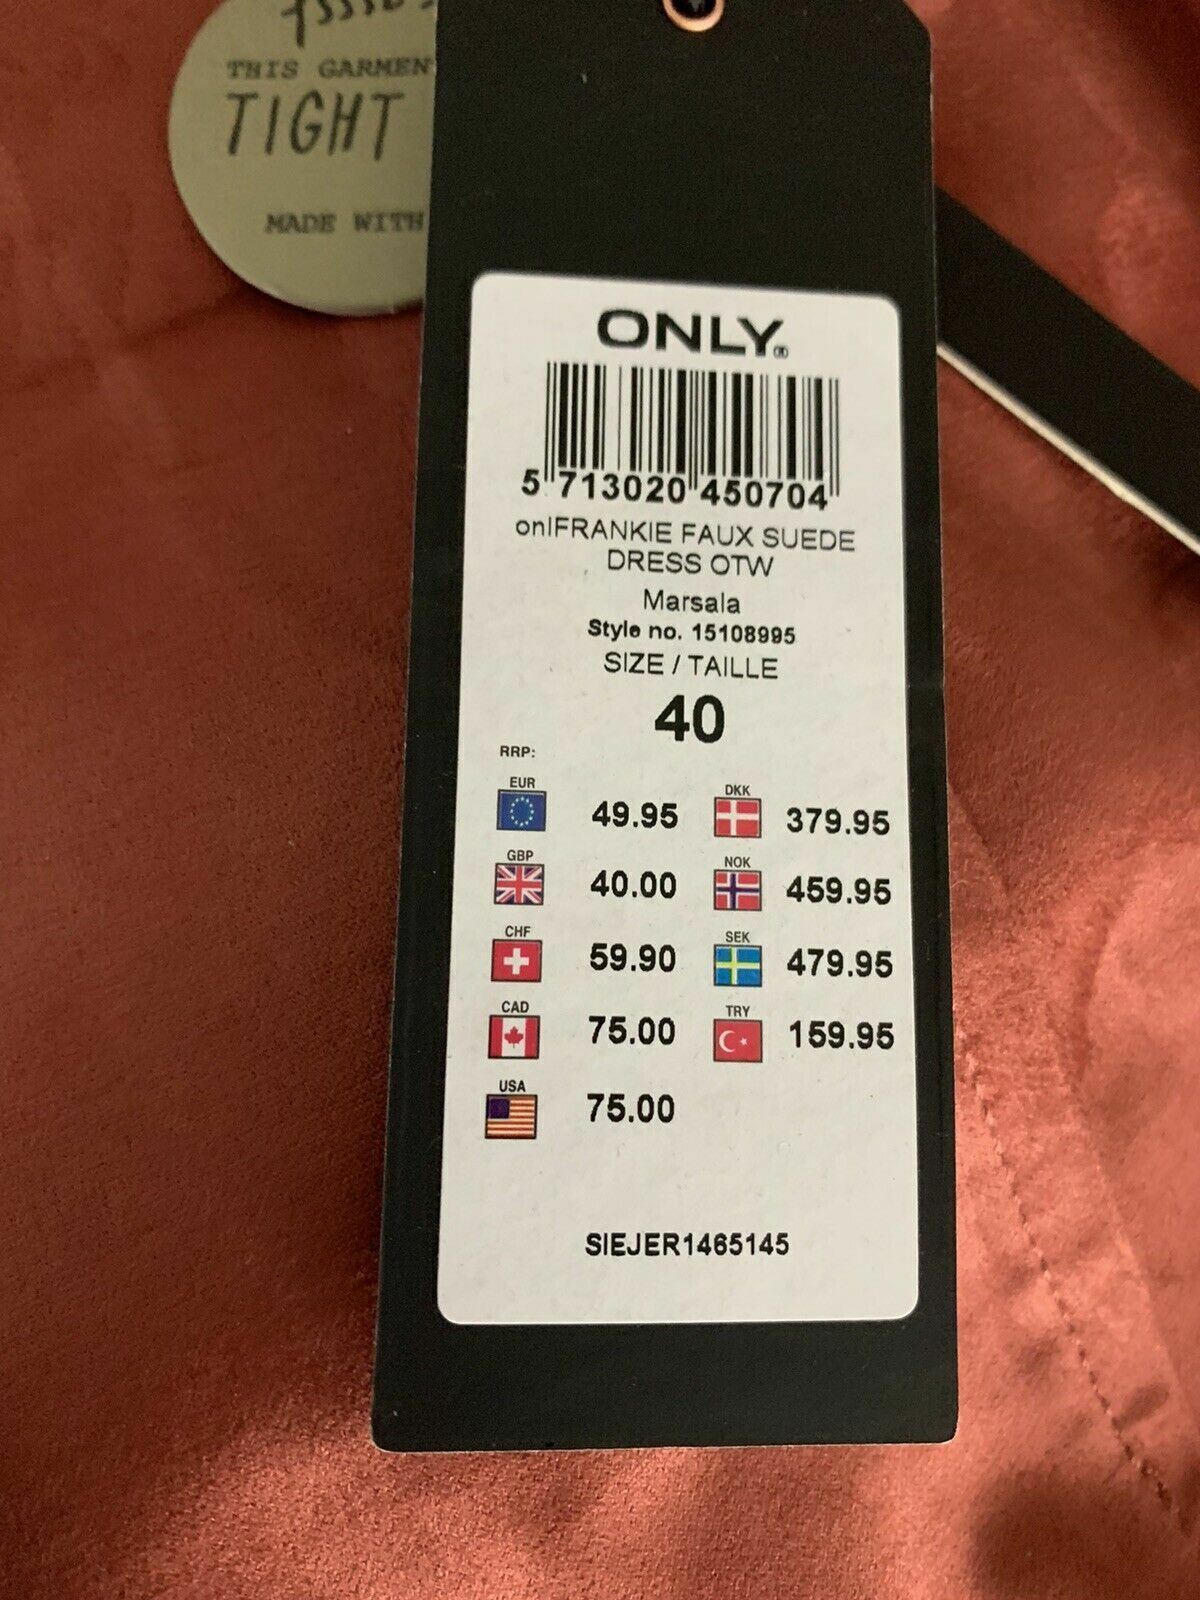 THIS GARMEN
TIGHT
MADE WITH
ONLY®
5 713020 450704
onlFRANKIE FAUX SUEDE
DRESS OTW
Marsala
Style no. 15108995
SIZE / TAILLE
40
RRP:
EUR 49.95 DKK 379.95
GBP 40.00 NOK 459.95
CHF 59.90 SEK 479.95
CAD 75.00 TRY 159.95
USA 75.00
SIEJER1465145